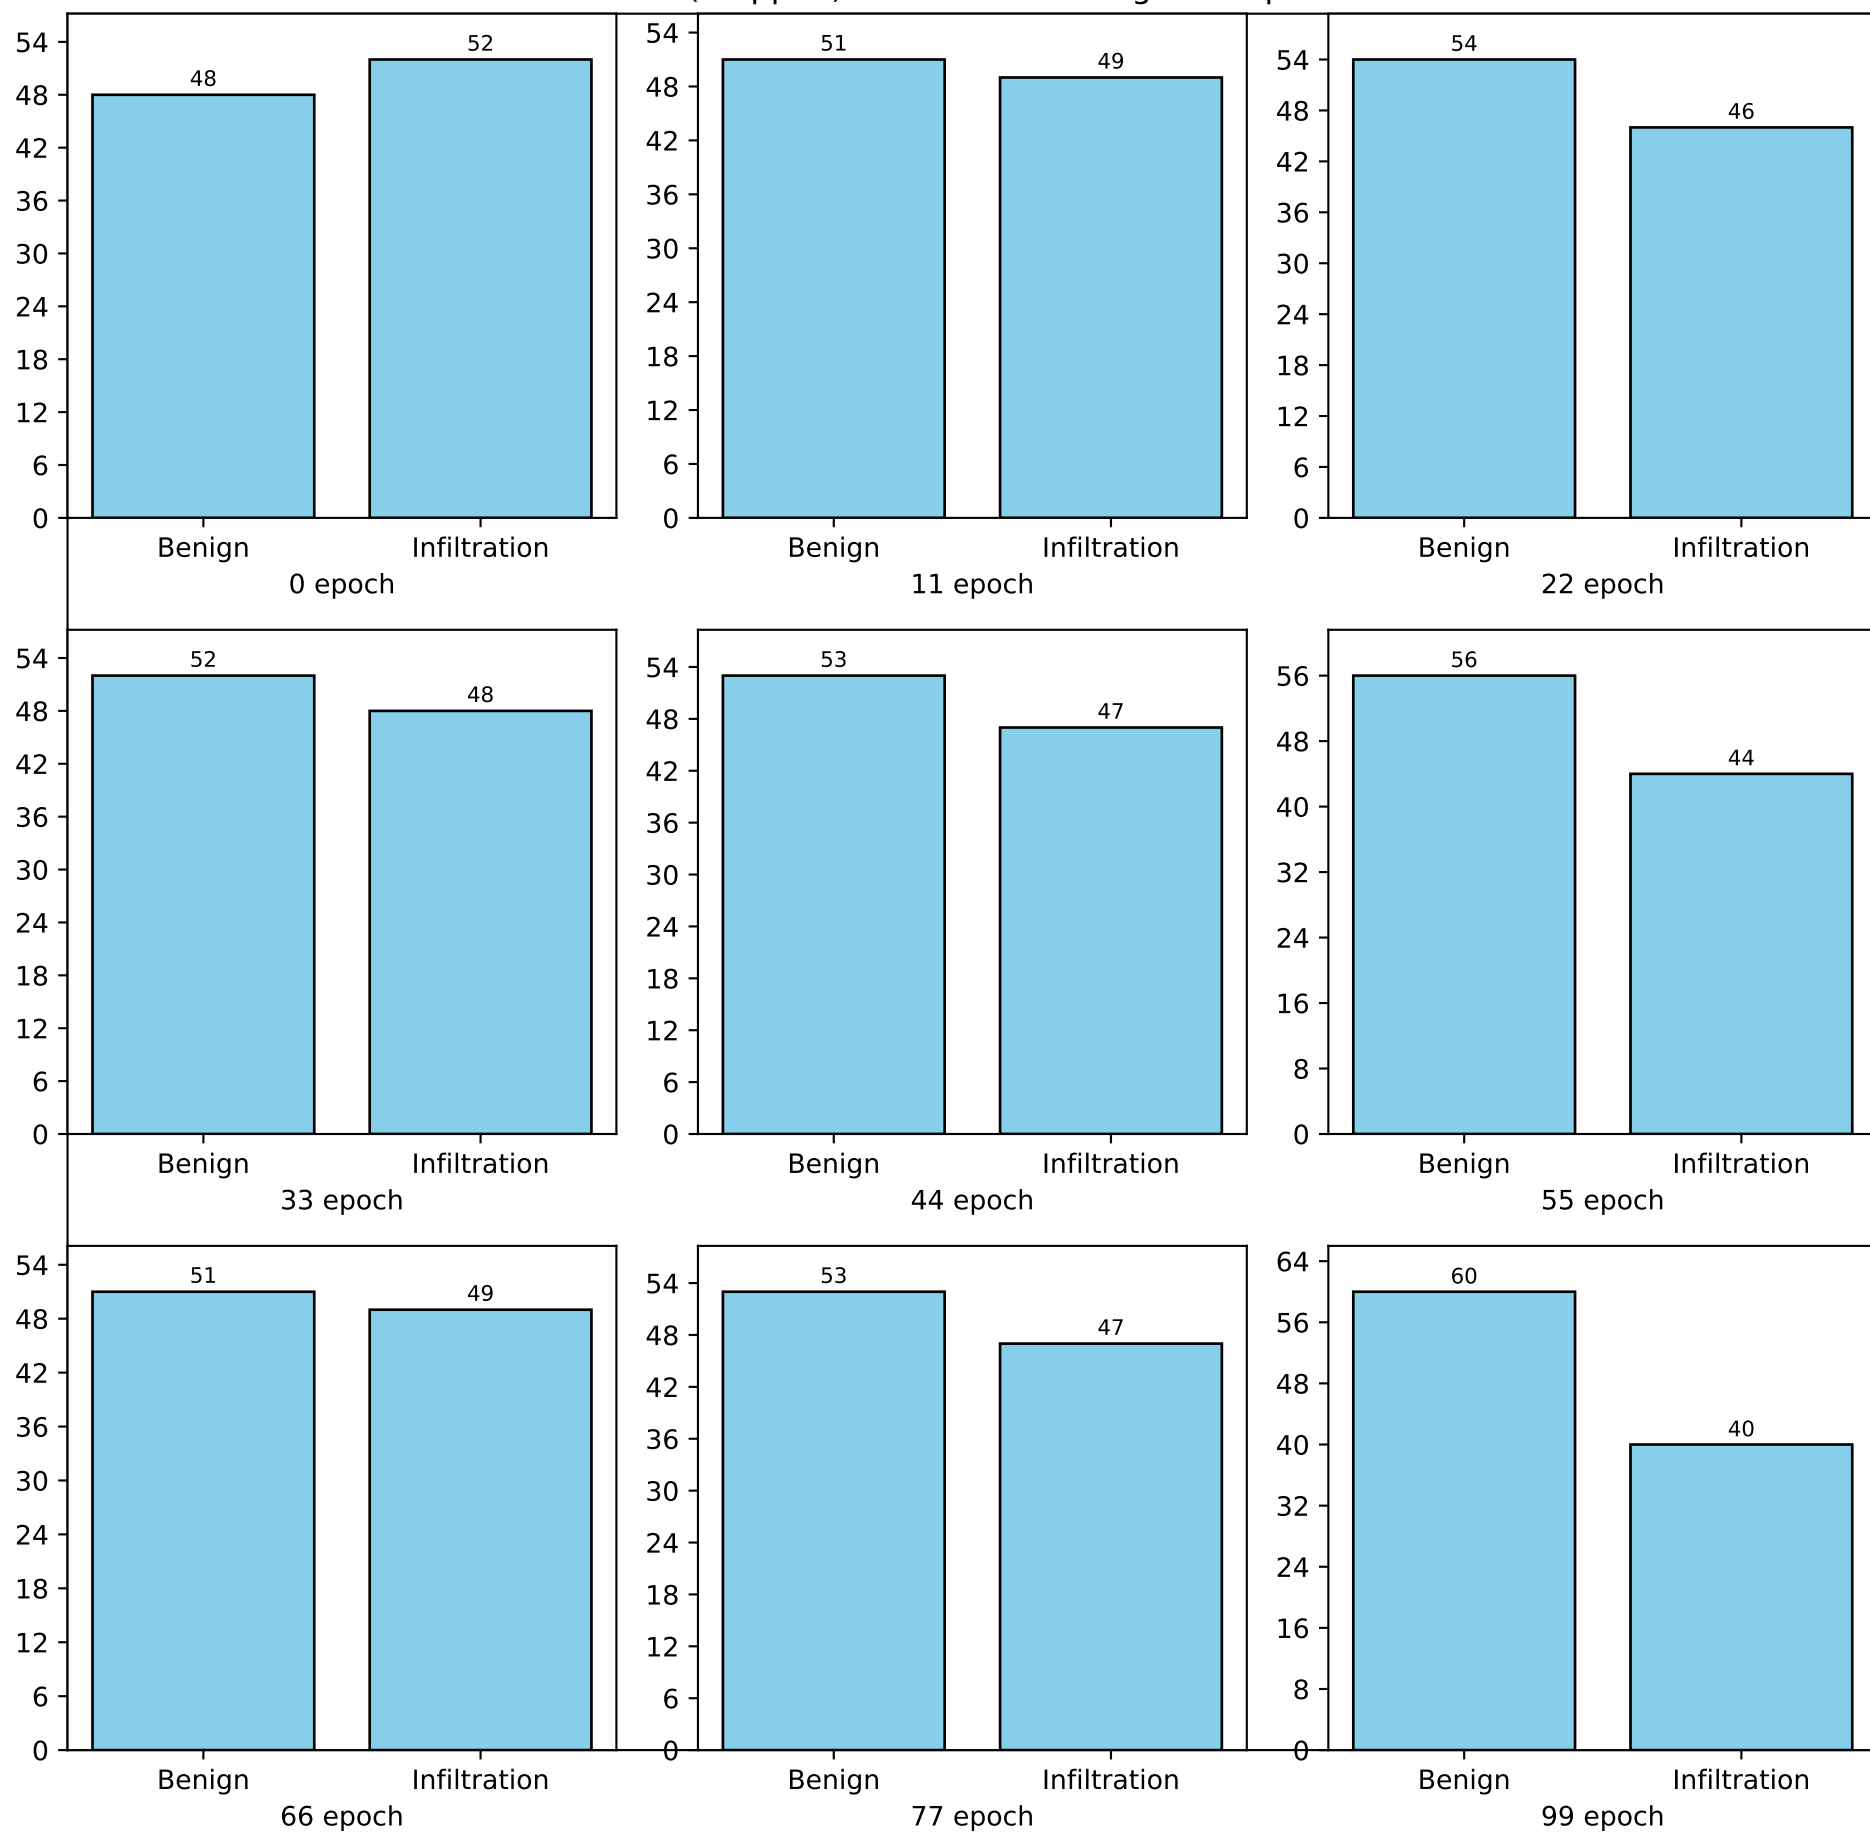 54 48 42 36 30 24 18 12 6 0
48 52
Benign Infiltration
0 epoch
54 48 42 36 30 24 18 12 6 0
51 49
Benign Infiltration
11 epoch
54 48 42 36 30 24 18 12 6 0
54 46
Benign Infiltration
22 epoch
54 48 42 36 30 24 18 12 6 0
52 48
Benign Infiltration
33 epoch
54 48 42 36 30 24 18 12 6 0
53 47
Benign Infiltration
44 epoch
56 48 40 32 24 16 8 0
56 44
Benign Infiltration
55 epoch
54 48 42 36 30 24 18 12 6 0
51 49
Benign Infiltration
66 epoch
54 48 42 36 30 24 18 12 6 0
53 47
Benign Infiltration
77 epoch
64 56 48 40 32 24 16 8 0
60 40
Benign Infiltration
99 epoch